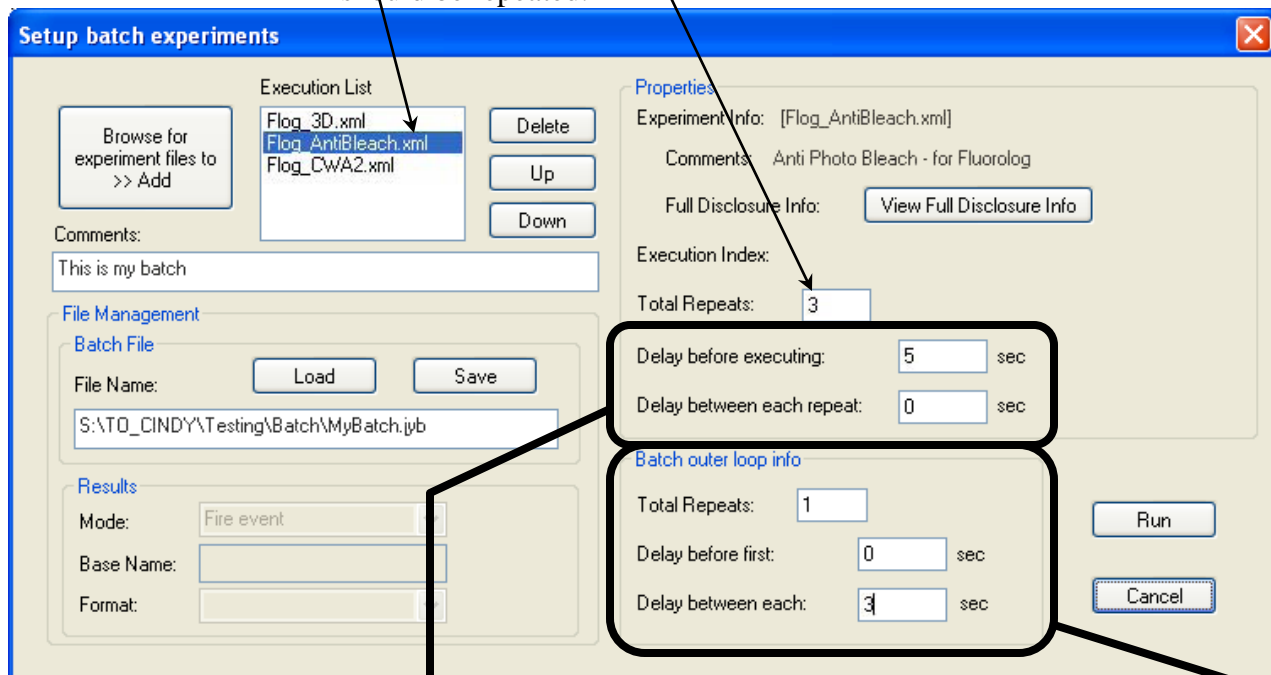 should be repeated.
Setup batch experiments
Execution List
Browse for
experiment files to
>> Add
Flog_3D.xml
Flog_AntiBleach.xml
Flog_CWA2.xml
Delete
Up
Down
Comments:
This is my batch
File Management
Batch File
File Name:
Load
Save
S:\TO_CINDY\Testing\Batch\MyBatch.jyb
Results
Mode:
Fire event
Base Name:
Format:
Properties
Experiment Info: [Flog_AntiBleach.xml]
Comments: Anti Photo Bleach - for Fluorolog
Full Disclosure Info:
View Full Disclosure Info
Execution Index:
Total Repeats: 3
Delay before executing: 5 sec
Delay between each repeat: 0 sec
Batch outer loop info
Total Repeats: 1
Delay before first: 0 sec
Delay between each: 3 sec
Run
Cancel